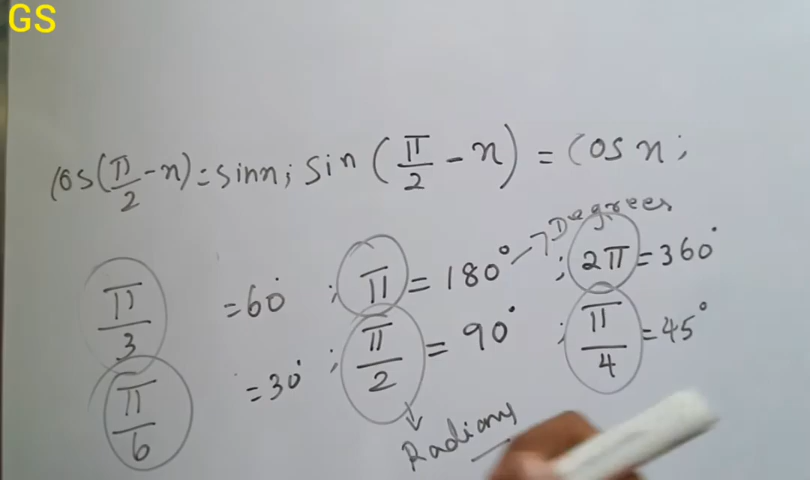 GS
cos(π/2 - x) = sinx; sin(π/2 - x) = cos x;
Degrees
π/3 = 60° ; π = 180° → ; 2π = 360°
π/6 = 30° ; π/2 = 90° ; π/4 = 45°
Radians